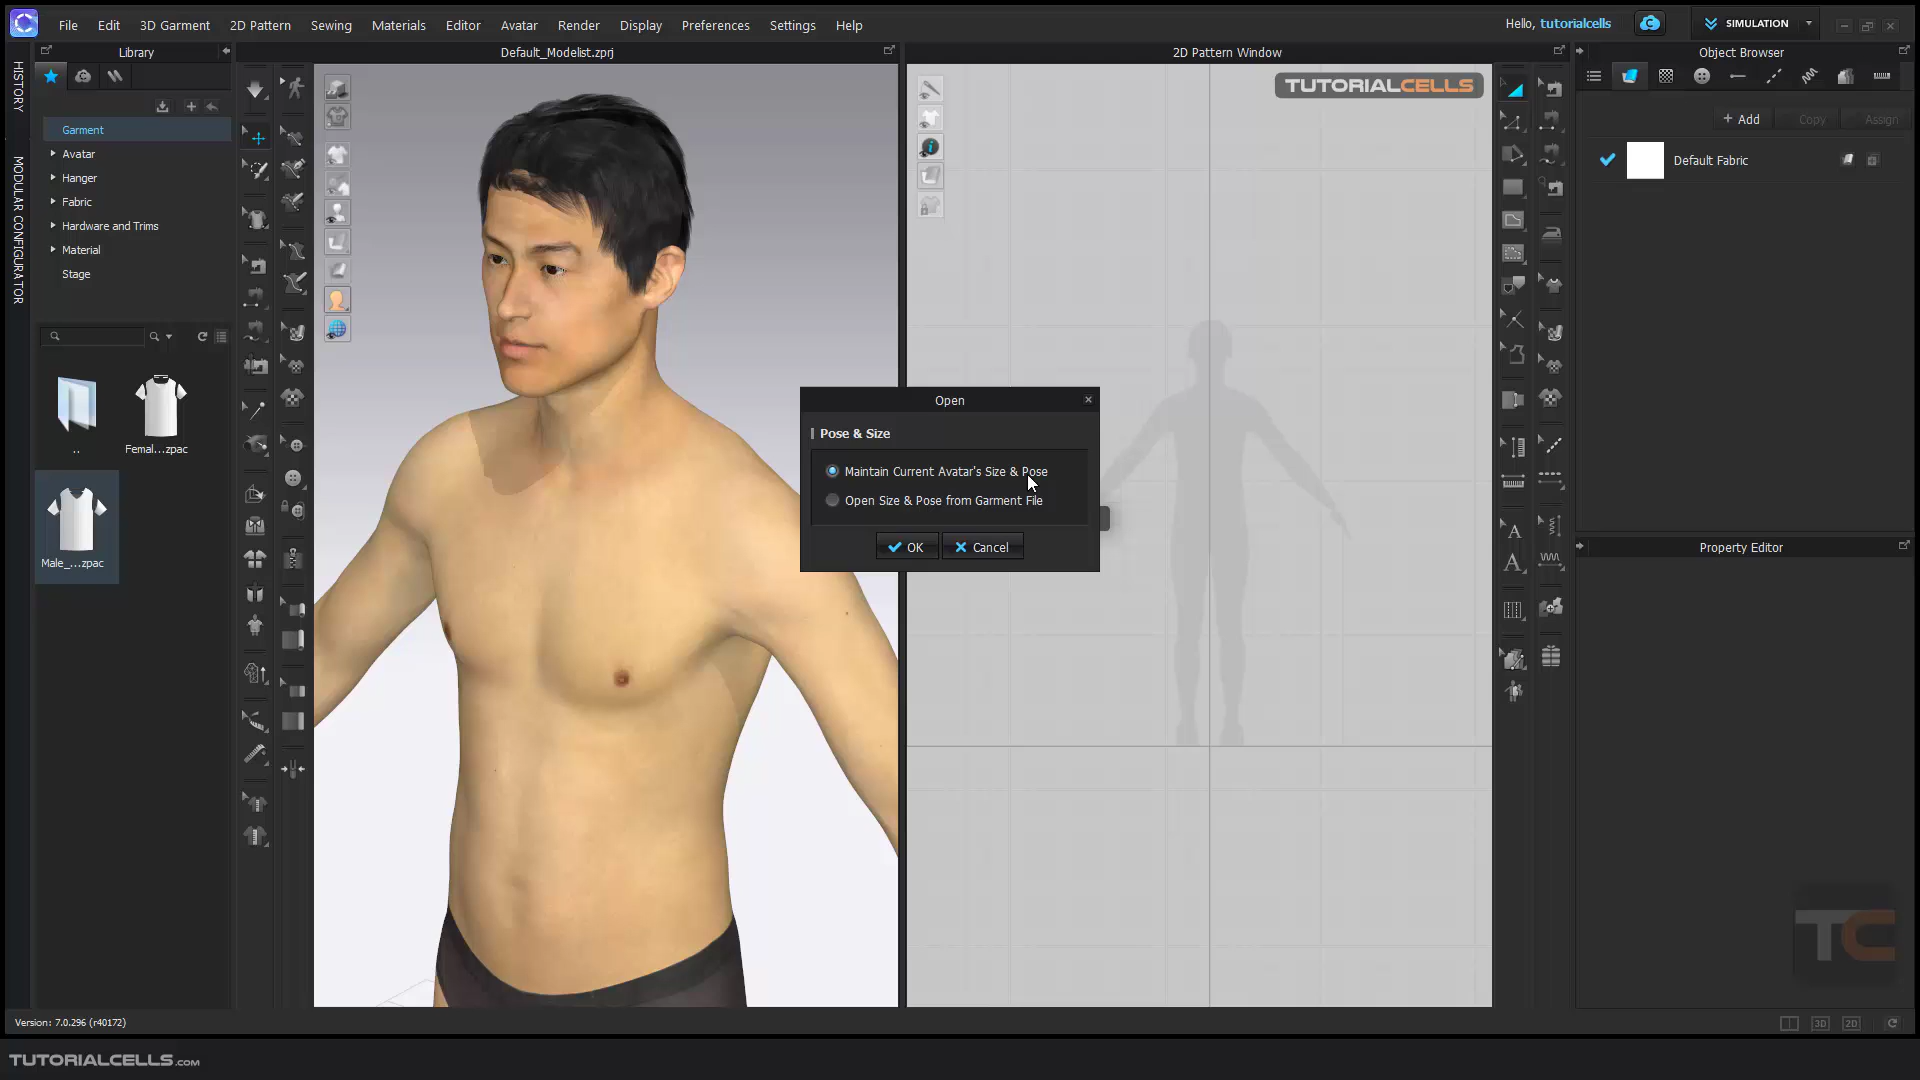 File Edit 3D Garment 2D Pattern Sewing Materials Editor Avatar Render Display Preferences Settings Help
Hello, tutorialcells
SIMULATION
Library
Default_Modelist.zprj
2D Pattern Window
Object Browser
HISTORY
MODULAR CONFIGURATOR
TUTORIALCELLS
+ Add
Copy
Assign
Garment
Avatar
Hanger
Fabric
Hardware and Trims
Material
Stage
Default Fabric
..
Femal....zpac
Male_....zpac
Open
Pose & Size
Maintain Current Avatar's Size & Pose
Open Size & Pose from Garment File
OK
Cancel
Property Editor
A
A
TC
Version: 7.0.296 (r40172)
3D
2D
TUTORIALCELLS.COM